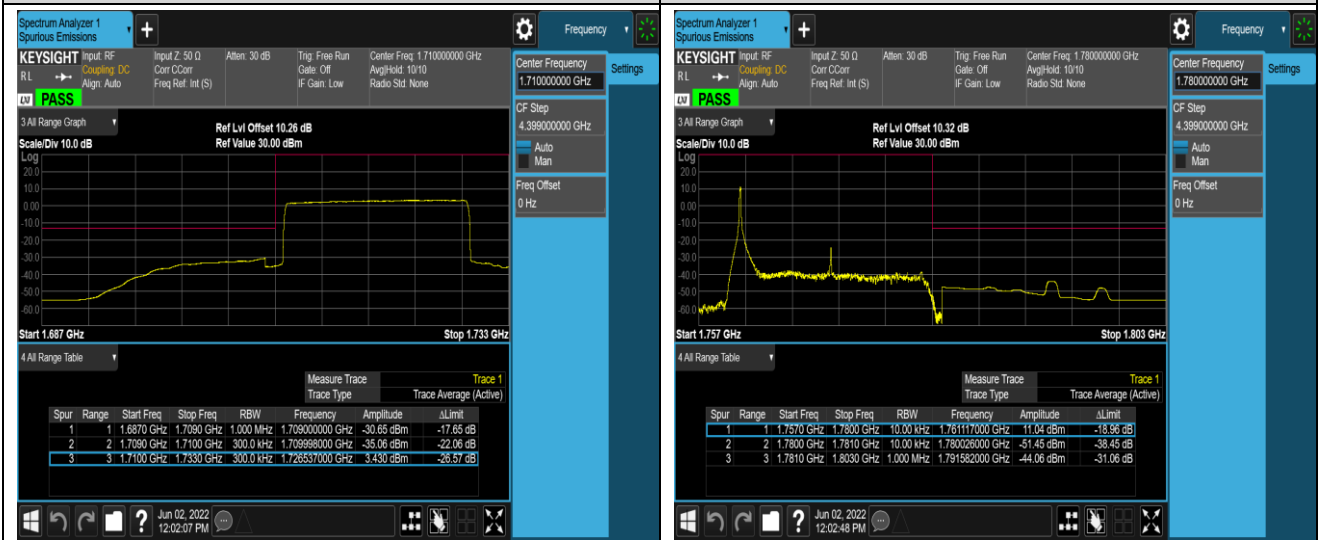 Spectrum Analyzer 1
Spurious Emissions
+
Frequency
KEYSIGHT Input: RF Input Z: 50 Ω Atten: 30 dB Trig: Free Run Center Freq: 1.710000000 GHz
RL Coupling: DC Corr CCorr Gate: Off Avg|Hold: 10/10
Align: Auto Freq Ref: Int (S) IF Gain: Low Radio Std: None
LXI PASS
Center Frequency
1.710000000 GHz
Settings
CF Step
4.399000000 GHz
Auto
Man
Freq Offset
0 Hz
3 All Range Graph
Ref Lvl Offset 10.26 dB
Scale/Div 10.0 dB Ref Value 30.00 dBm
Log
20.0
10.0
0.00
-10.0
-20.0
-30.0
-40.0
-50.0
-60.0
Start 1.687 GHz Stop 1.733 GHz
4 All Range Table
Measure Trace Trace 1
Trace Type Trace Average (Active)
Spur Range Start Freq Stop Freq RBW Frequency Amplitude ΔLimit
1 1 1.6870 GHz 1.7090 GHz 1.000 MHz 1.709000000 GHz -30.65 dBm -17.65 dB
2 2 1.7090 GHz 1.7100 GHz 300.0 kHz 1.709998000 GHz -35.06 dBm -22.06 dB
3 3 1.7100 GHz 1.7330 GHz 300.0 kHz 1.726537000 GHz 3.430 dBm -26.57 dB
? Jun 02, 2022
12:02:07 PM
Spectrum Analyzer 1
Spurious Emissions
+
Frequency
KEYSIGHT Input: RF Input Z: 50 Ω Atten: 30 dB Trig: Free Run Center Freq: 1.780000000 GHz
RL Coupling: DC Corr CCorr Gate: Off Avg|Hold: 10/10
Align: Auto Freq Ref: Int (S) IF Gain: Low Radio Std: None
LXI PASS
Center Frequency
1.780000000 GHz
Settings
CF Step
4.399000000 GHz
Auto
Man
Freq Offset
0 Hz
3 All Range Graph
Ref Lvl Offset 10.32 dB
Scale/Div 10.0 dB Ref Value 30.00 dBm
Log
20.0
10.0
0.00
-10.0
-20.0
-30.0
-40.0
-50.0
-60.0
Start 1.757 GHz Stop 1.803 GHz
4 All Range Table
Measure Trace Trace 1
Trace Type Trace Average (Active)
Spur Range Start Freq Stop Freq RBW Frequency Amplitude ΔLimit
1 1 1.7570 GHz 1.7800 GHz 10.00 kHz 1.761117000 GHz 11.04 dBm -18.96 dB
2 2 1.7800 GHz 1.7810 GHz 10.00 kHz 1.780026000 GHz -51.45 dBm -38.45 dB
3 3 1.7810 GHz 1.8030 GHz 1.000 MHz 1.791582000 GHz -44.06 dBm -31.06 dB
? Jun 02, 2022
12:02:48 PM